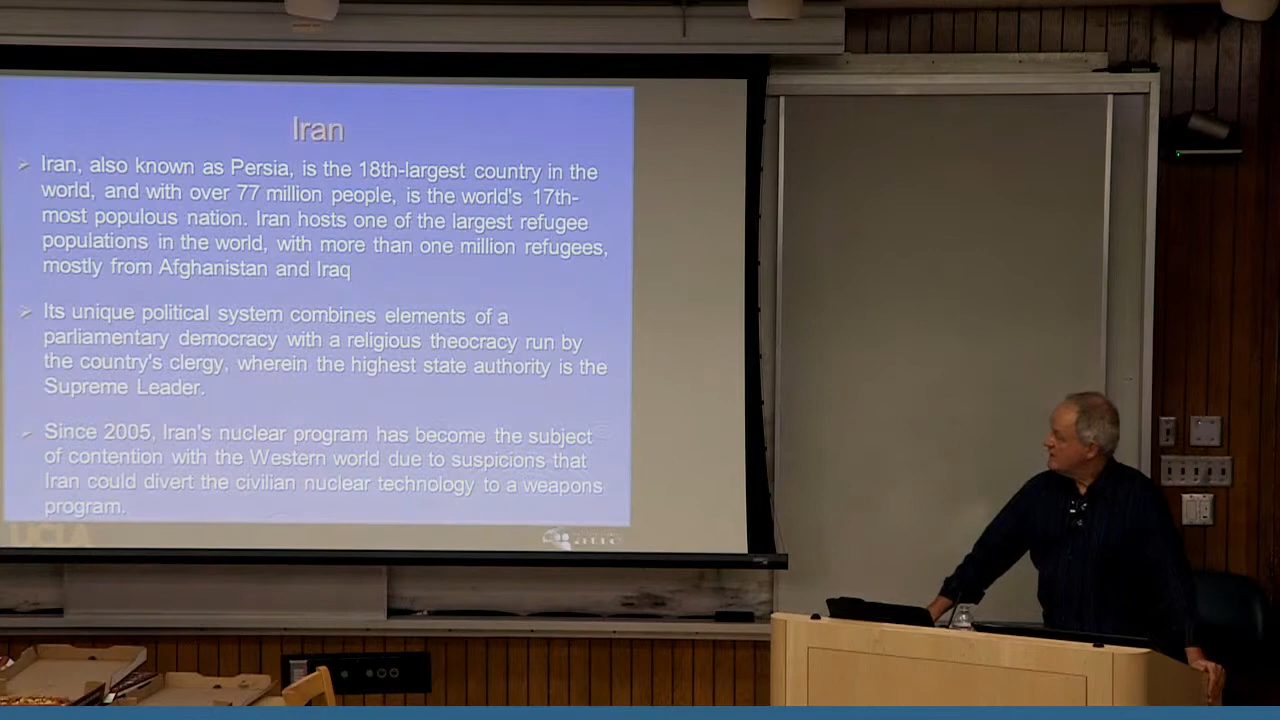 Iran
Iran, also known as Persia, is the 18th-largest country in the
world, and with over 77 million people, is the world's 17th-
most populous nation. Iran hosts one of the largest refugee
populations in the world, with more than one million refugees,
mostly from Afghanistan and Iraq
Its unique political system combines elements of a
parliamentary democracy with a religious theocracy run by
the country's clergy, wherein the highest state authority is the
Supreme Leader.
Since 2005, Iran's nuclear program has become the subject
of contention with the Western world due to suspicions that
Iran could divert the civilian nuclear technology to a weapons
program.
UCLA